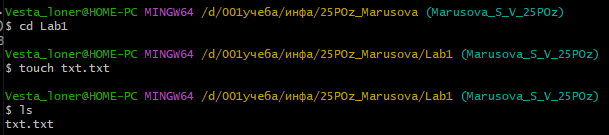 Vesta_loner@HOME-PC MINGW64 /d/001учеба/инфа/25POz_Marusova (Marusova_S_V_25POz)
$ cd Lab1
Vesta_loner@HOME-PC MINGW64 /d/001учеба/инфа/25POz_Marusova/Lab1 (Marusova_S_V_25POz)
$ touch txt.txt
Vesta_loner@HOME-PC MINGW64 /d/001учеба/инфа/25POz_Marusova/Lab1 (Marusova_S_V_25POz)
$ ls
txt.txt